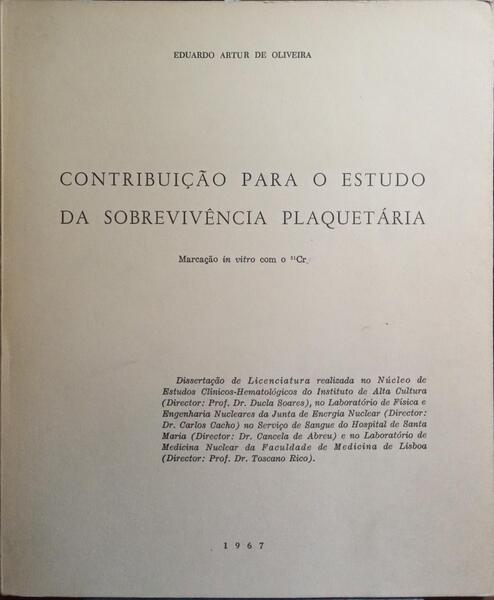 EDUARDO ARTUR DE OLIVEIRA
CONTRIBUIÇÃO PARA O ESTUDO
DA SOBREVIVÊNCIA PLAQUETÁRIA
Marcação in vitro com o ⁵¹Cr
Dissertação de Licenciatura realizada no Núcleo de
Estudos Clínicos-Hematológicos do Instituto de Alta Cultura
(Director: Prof. Dr. Ducla Soares), no Laboratório de Física e
Engenharia Nucleares da Junta de Energia Nuclear (Director:
Dr. Carlos Cacho) no Serviço de Sangue do Hospital de Santa
Maria (Director: Dr. Cancela de Abreu) e no Laboratório de
Medicina Nuclear da Faculdade de Medicina de Lisboa
(Director: Prof. Dr. Toscano Rico).
1967